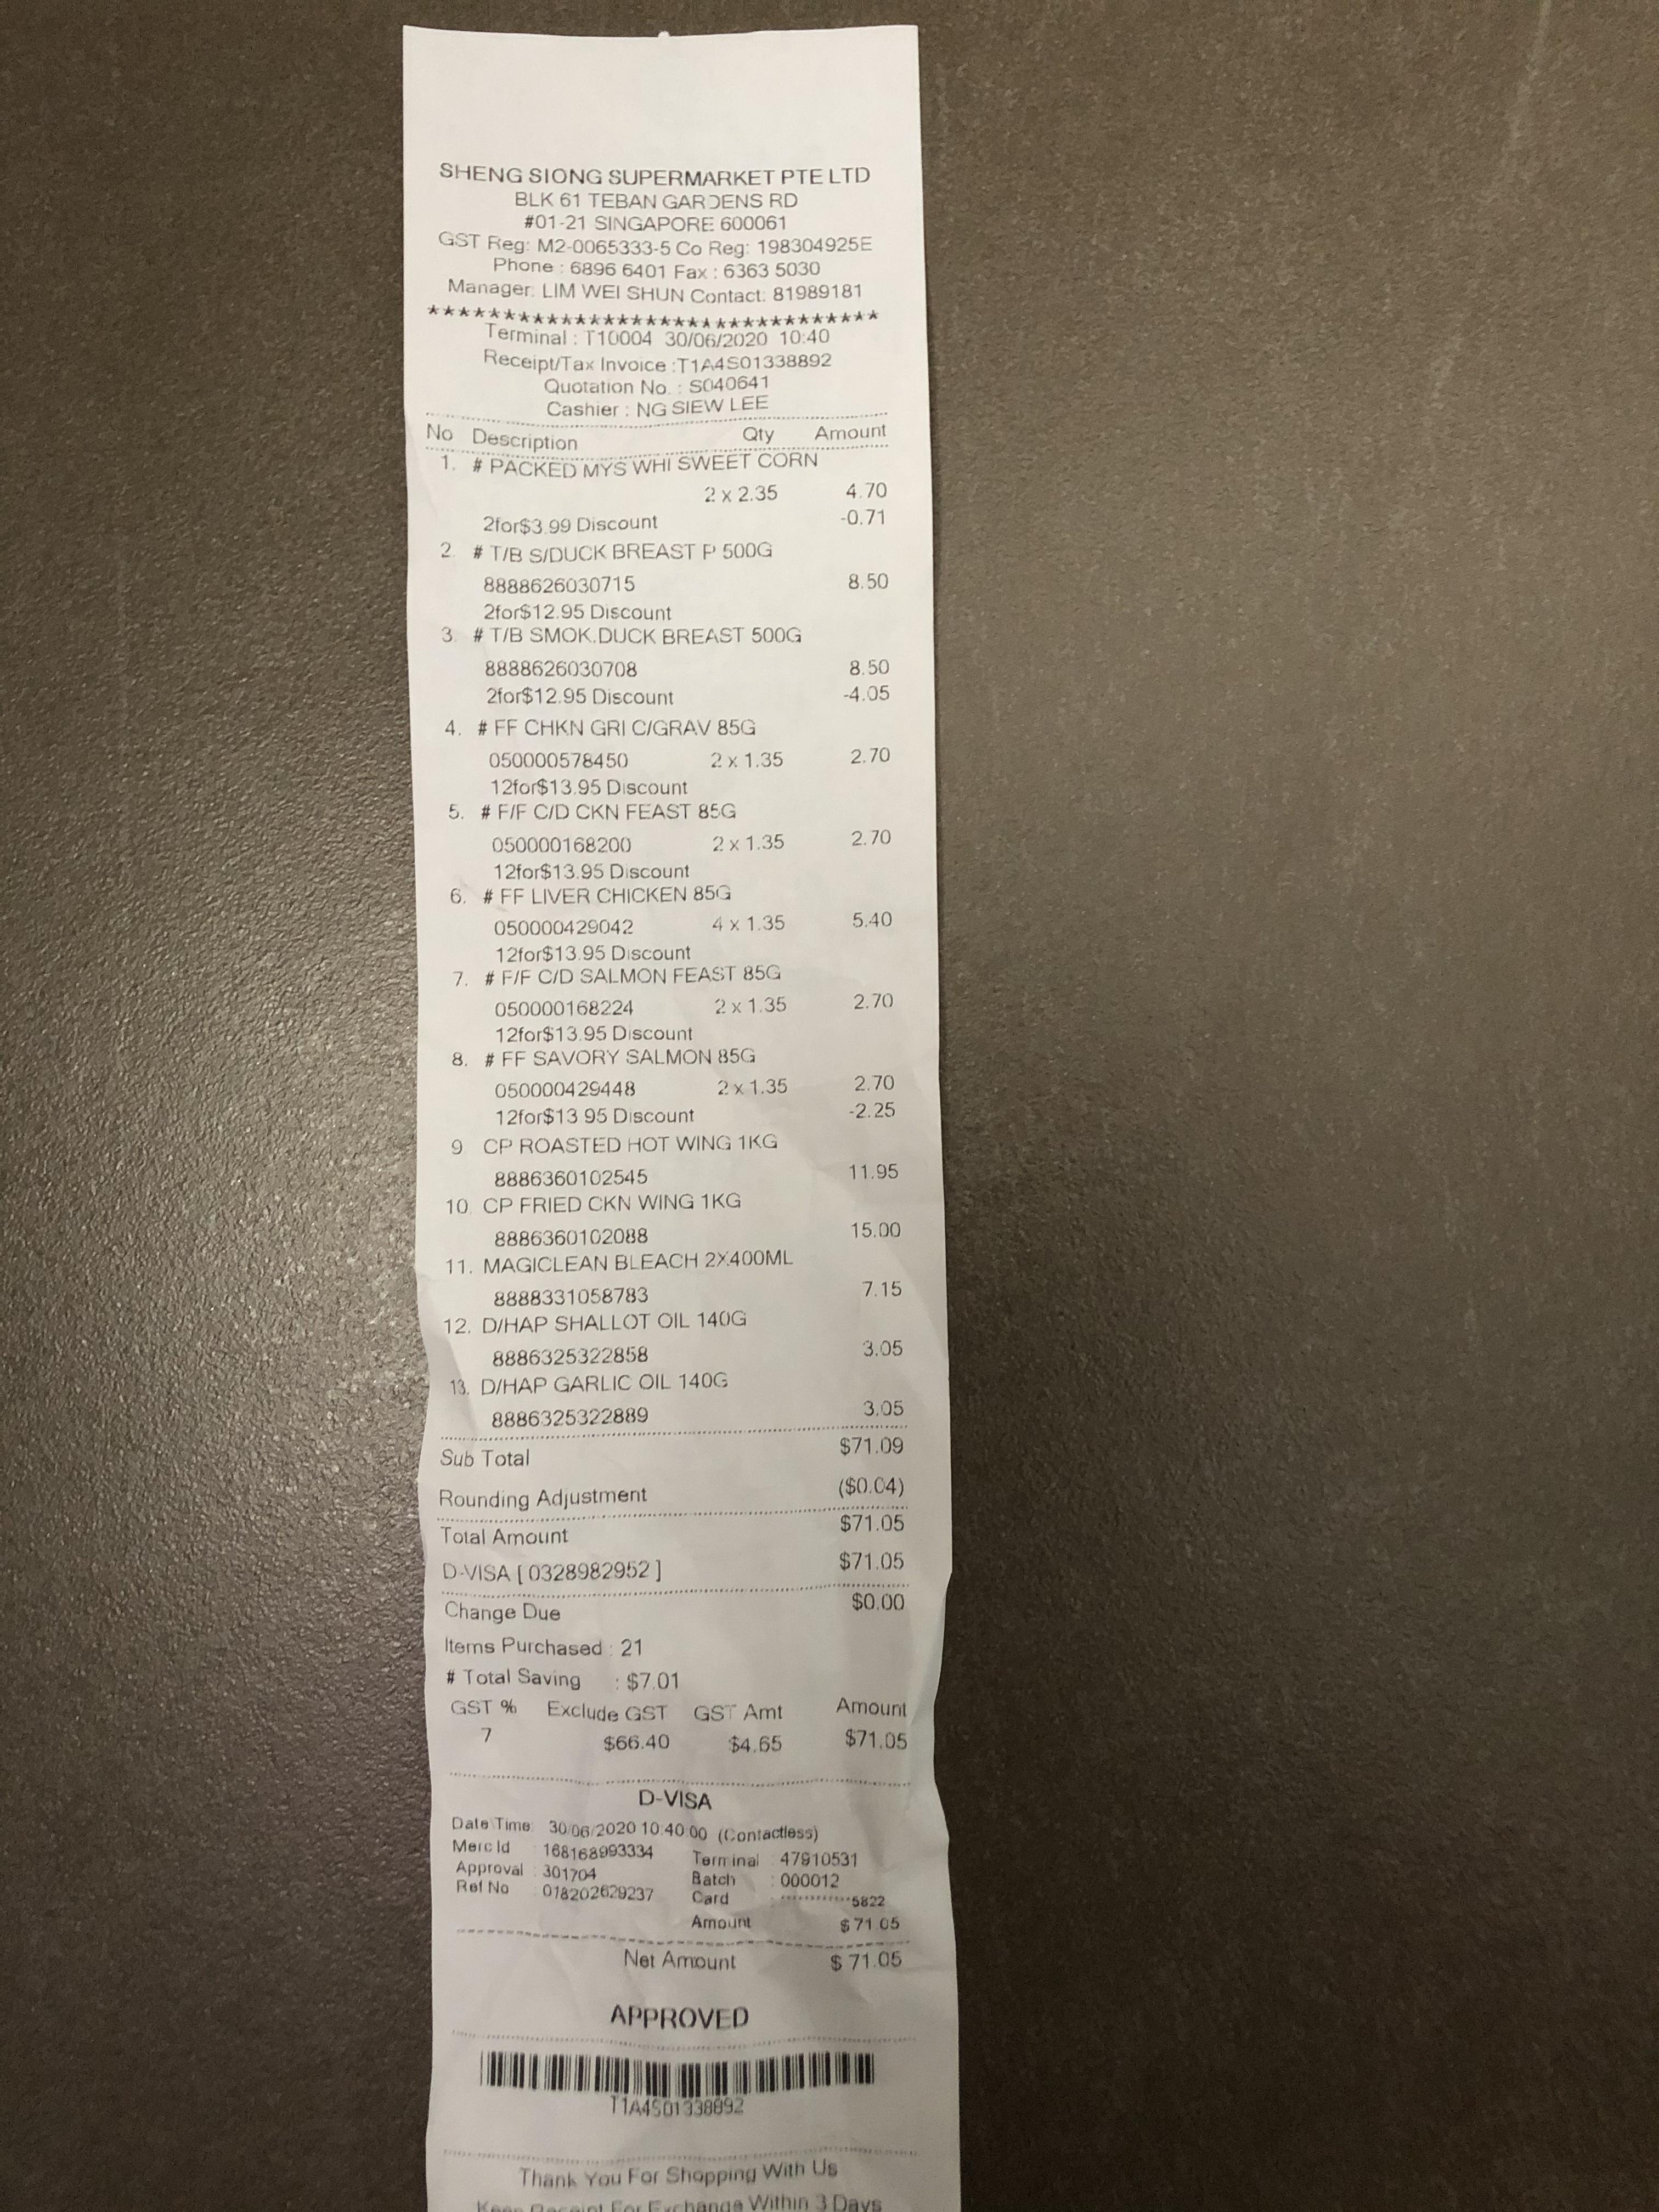 SHENG SIONG SUPERMARKET PTE LTD
BLK 61 TEBAN GARDENS RD
#01-21 SINGAPORE 600061
GST Reg: M2-0065333-5 Co Reg: 198304925E
Phone : 6896 6401 Fax : 6363 5030
Manager: LIM WEI SHUN Contact: 81989181
********************************
Terminal : T10004 30/06/2020 10:40
Receipt/Tax Invoice :T1A4S01338892
Quotation No. : S040641
Cashier : NG SIEW LEE
No Description Qty Amount
1. # PACKED MYS WHI SWEET CORN
2 x 2.35 4.70
2for$3.99 Discount -0.71
2. # T/B S/DUCK BREAST P 500G
8888626030715 8.50
2for$12.95 Discount
3. # T/B SMOK.DUCK BREAST 500G
8888626030708 8.50
2for$12.95 Discount -4.05
4. # FF CHKN GRI C/GRAV 85G
050000578450 2 x 1.35 2.70
12for$13.95 Discount
5. # F/F C/D CKN FEAST 85G
050000168200 2 x 1.35 2.70
12for$13.95 Discount
6. # FF LIVER CHICKEN 85G
050000429042 4 x 1.35 5.40
12for$13.95 Discount
7. # F/F C/D SALMON FEAST 85G
050000168224 2 x 1.35 2.70
12for$13.95 Discount
8. # FF SAVORY SALMON 85G
050000429448 2 x 1.35 2.70
12for$13.95 Discount -2.25
9 CP ROASTED HOT WING 1KG
8886360102545 11.95
10 CP FRIED CKN WING 1KG
8886360102088 15.00
11. MAGICLEAN BLEACH 2X400ML
8888331058783 7.15
12. D/HAP SHALLOT OIL 140G
8886325322858 3.05
13. D/HAP GARLIC OIL 140G
8886325322889 3.05
Sub Total $71.09
Rounding Adjustment ($0.04)
Total Amount $71.05
D-VISA [ 0328982952 ] $71.05
Change Due $0.00
Items Purchased : 21
# Total Saving : $7.01
GST % Exclude GST GST Amt Amount
7 $66.40 $4.65 $71.05
D-VISA
Date Time: 30/06/2020 10:40:00 (Contactless)
Merc Id 168168993334 Terminal : 47910531
Approval : 301704 Batch : 000012
Ref No : 018202629237 Card : ************5822
Amount $ 71.05
Net Amount $ 71.05
APPROVED
T1A4S01338892
Thank You For Shopping With Us
Keep Receipt For Exchange Within 3 Days